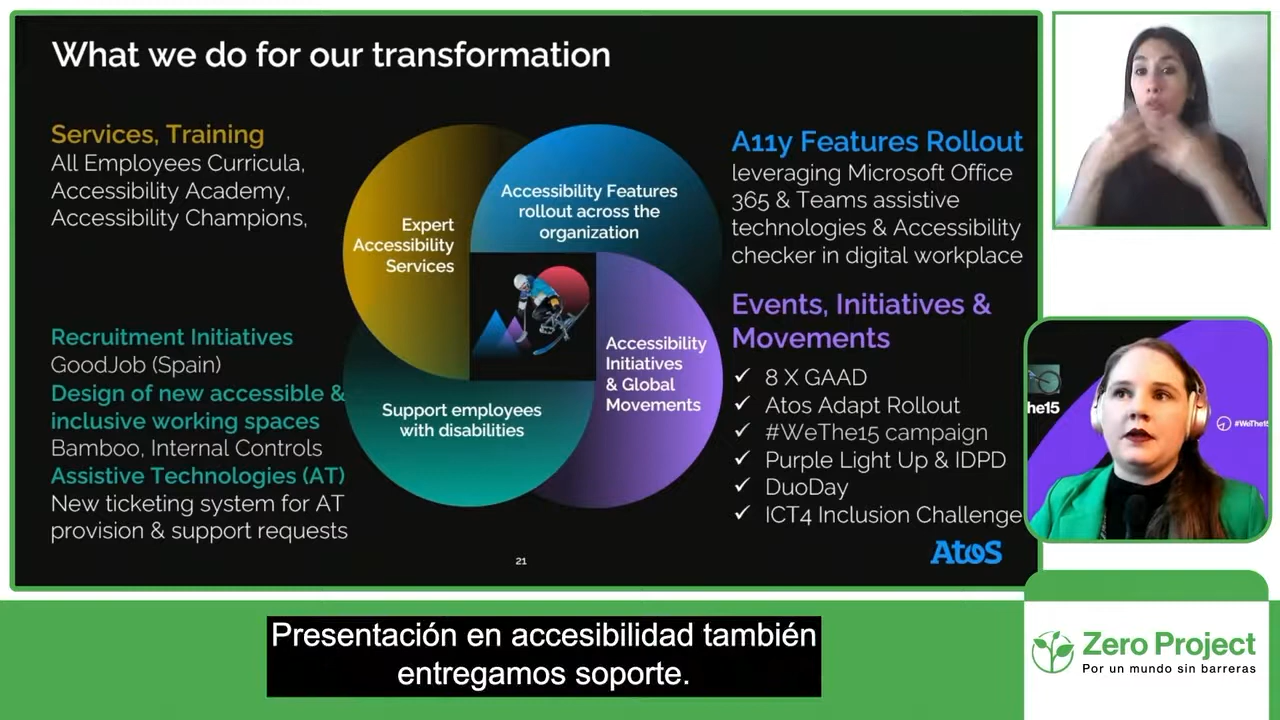 What we do for our transformation
Services, Training
All Employees Curricula,
Accessibility Academy,
Accessibility Champions,
Recruitment Initiatives
GoodJob (Spain)
Design of new accessible &
inclusive working spaces
Bamboo, Internal Controls
Assistive Technologies (AT)
New ticketing system for AT
provision & support requests
Expert
Accessibility
Services
Accessibility Features
rollout across the
organization
Support employees
with disabilities
Accessibility
Initiatives
& Global
Movements
A11y Features Rollout
leveraging Microsoft Office
365 & Teams assistive
technologies & Accessibility
checker in digital workplace
Events, Initiatives &
Movements
✓ 8 X GAAD
✓ Atos Adapt Rollout
✓ #WeThe15 campaign
✓ Purple Light Up & IDPD
✓ DuoDay
✓ ICT4 Inclusion Challenge
21
Atos
he15
#WeThe15
Presentación en accesibilidad también
entregamos soporte.
Zero Project
Por un mundo sin barreras